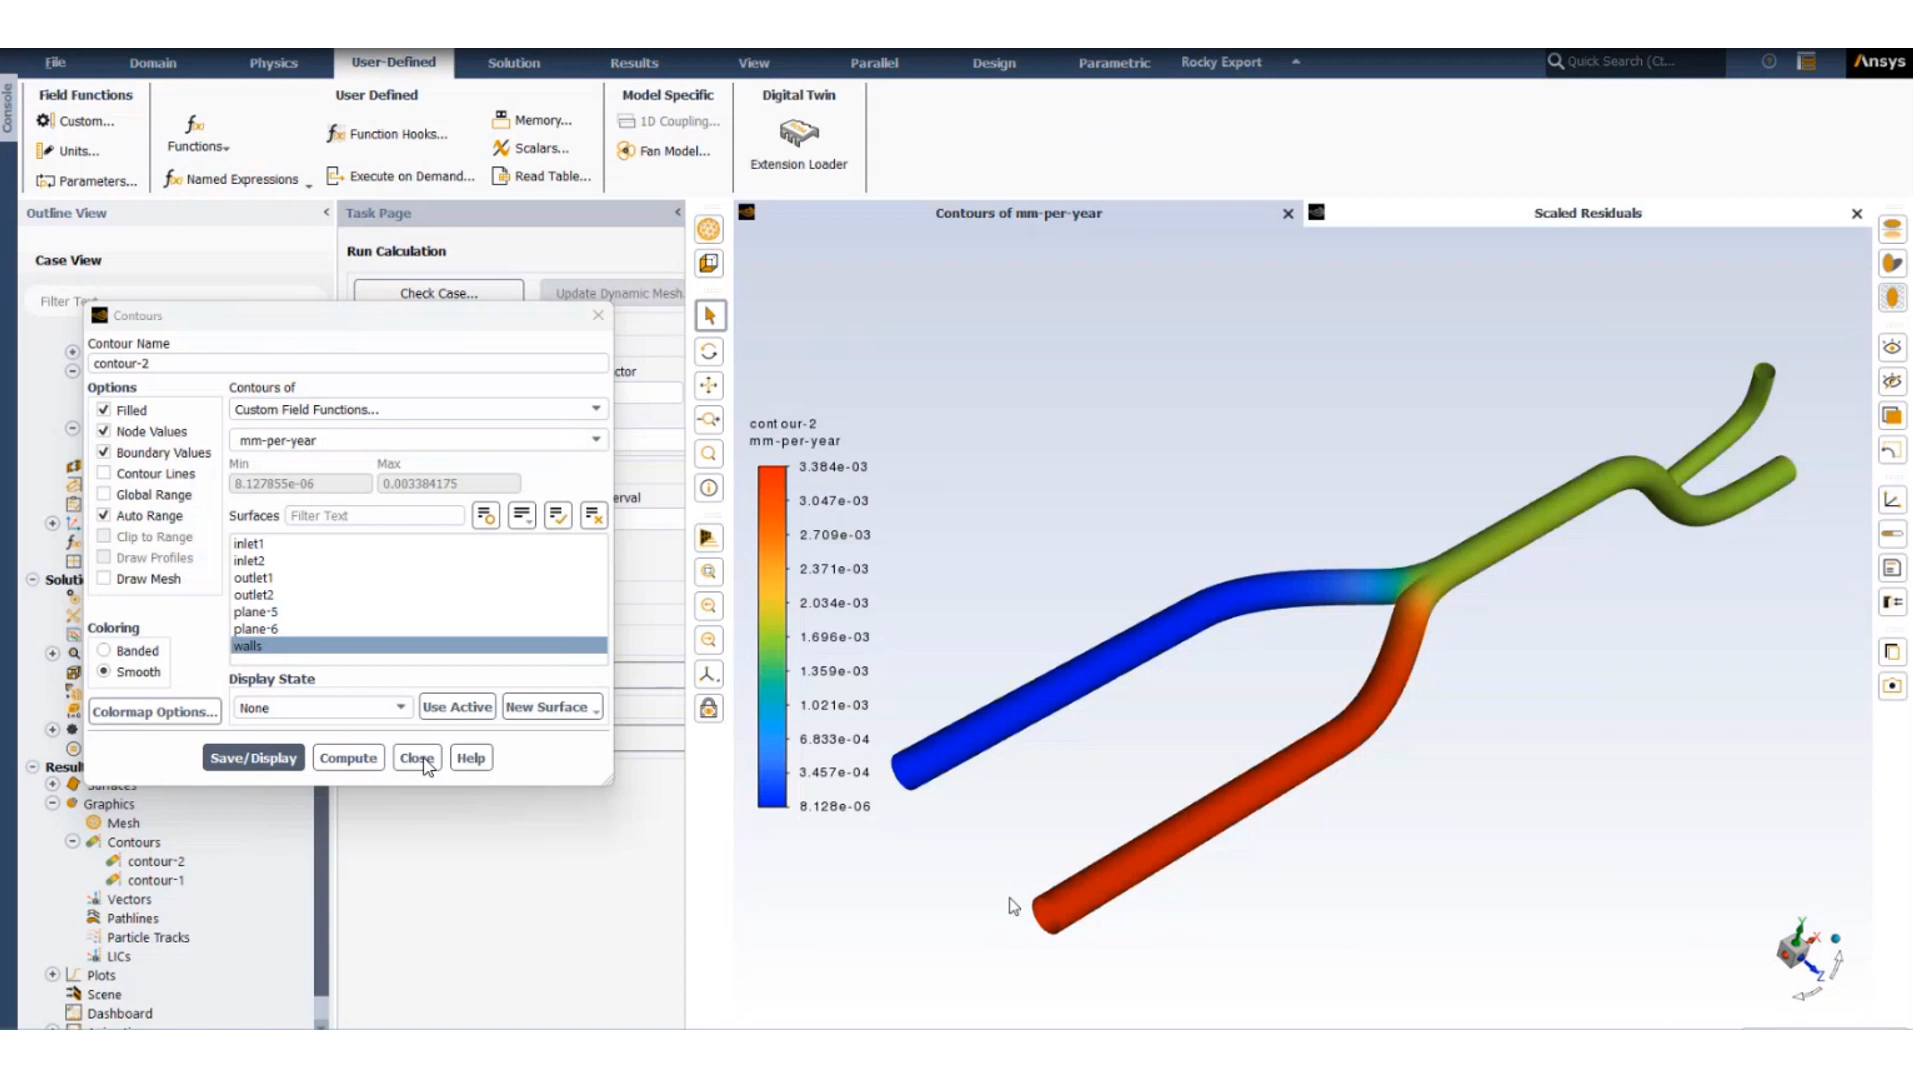 File Domain Physics User-Defined Solution Results View Parallel Design Parametric Rocky Export Quick Search (Ct... Ansys
Console
Field Functions User Defined Model Specific Digital Twin
Custom...
Units...
Parameters...
Functions
Named Expressions
Function Hooks...
Execute on Demand...
Memory...
Scalars...
Read Table...
1D Coupling...
Fan Model...
Extension Loader
Outline View
Task Page
Contours of mm-per-year
Scaled Residuals
Case View
Run Calculation
Check Case...
Update Dynamic Mesh
Contours
Contour Name
contour-2
Options
Filled
Node Values
Boundary Values
Contour Lines
Global Range
Auto Range
Clip to Range
Draw Profiles
Draw Mesh
Coloring
Banded
Smooth
Colormap Options...
Contours of
Custom Field Functions...
mm-per-year
Min Max
8.127855e-06 0.003384175
Surfaces Filter Text
inlet1
inlet2
outlet1
outlet2
plane-5
plane-6
walls
Display State
None Use Active New Surface
Save/Display Compute Close Help
Graphics
Mesh
Contours
contour-2
contour-1
Vectors
Pathlines
Particle Tracks
LICs
Plots
Scene
Dashboard
contour-2
mm-per-year
3.384e-03
3.047e-03
2.709e-03
2.371e-03
2.034e-03
1.696e-03
1.359e-03
1.021e-03
6.833e-04
3.457e-04
8.128e-06
Y
X
Z